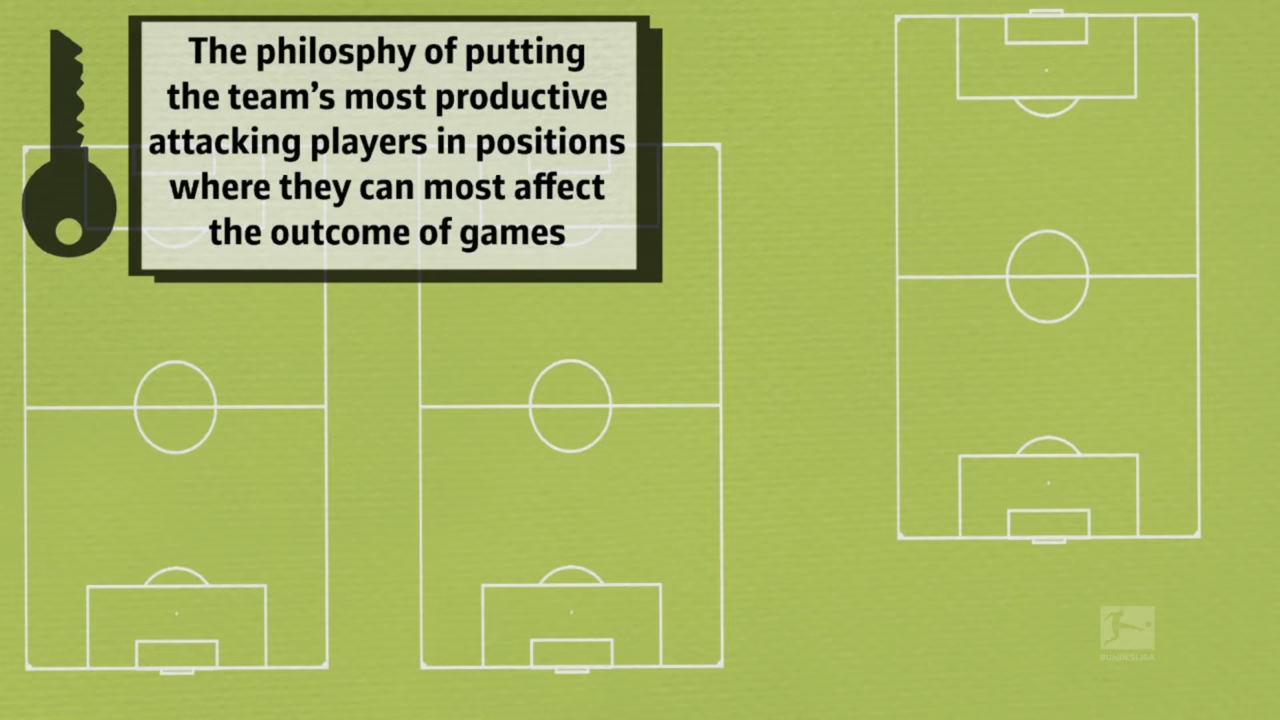 The philosphy of putting
the team’s most productive
attacking players in positions
where they can most affect
the outcome of games
BUNDESLIGA